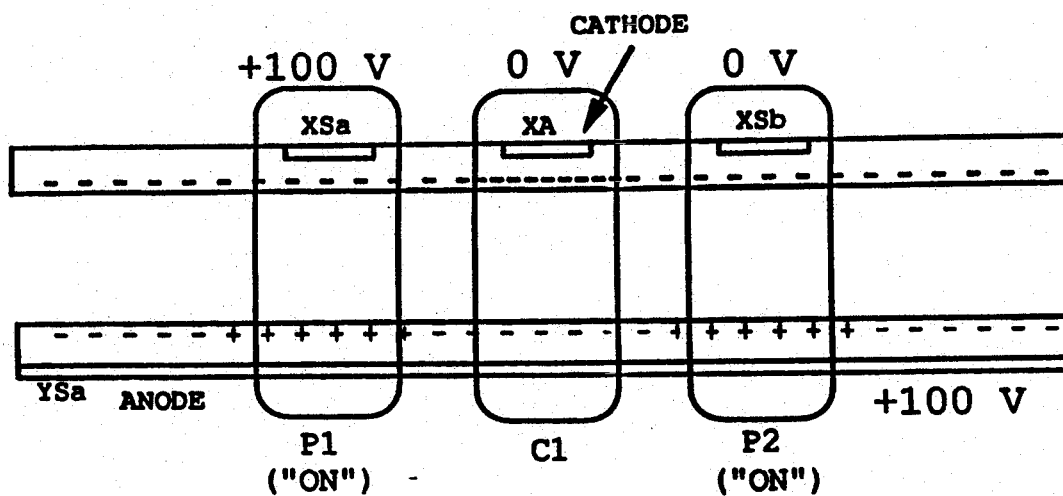 CATHODE
+100 V 0 V 0 V
XSa XA XSb
YSa ANODE +100 V
P1 C1 P2
("ON") ("ON")